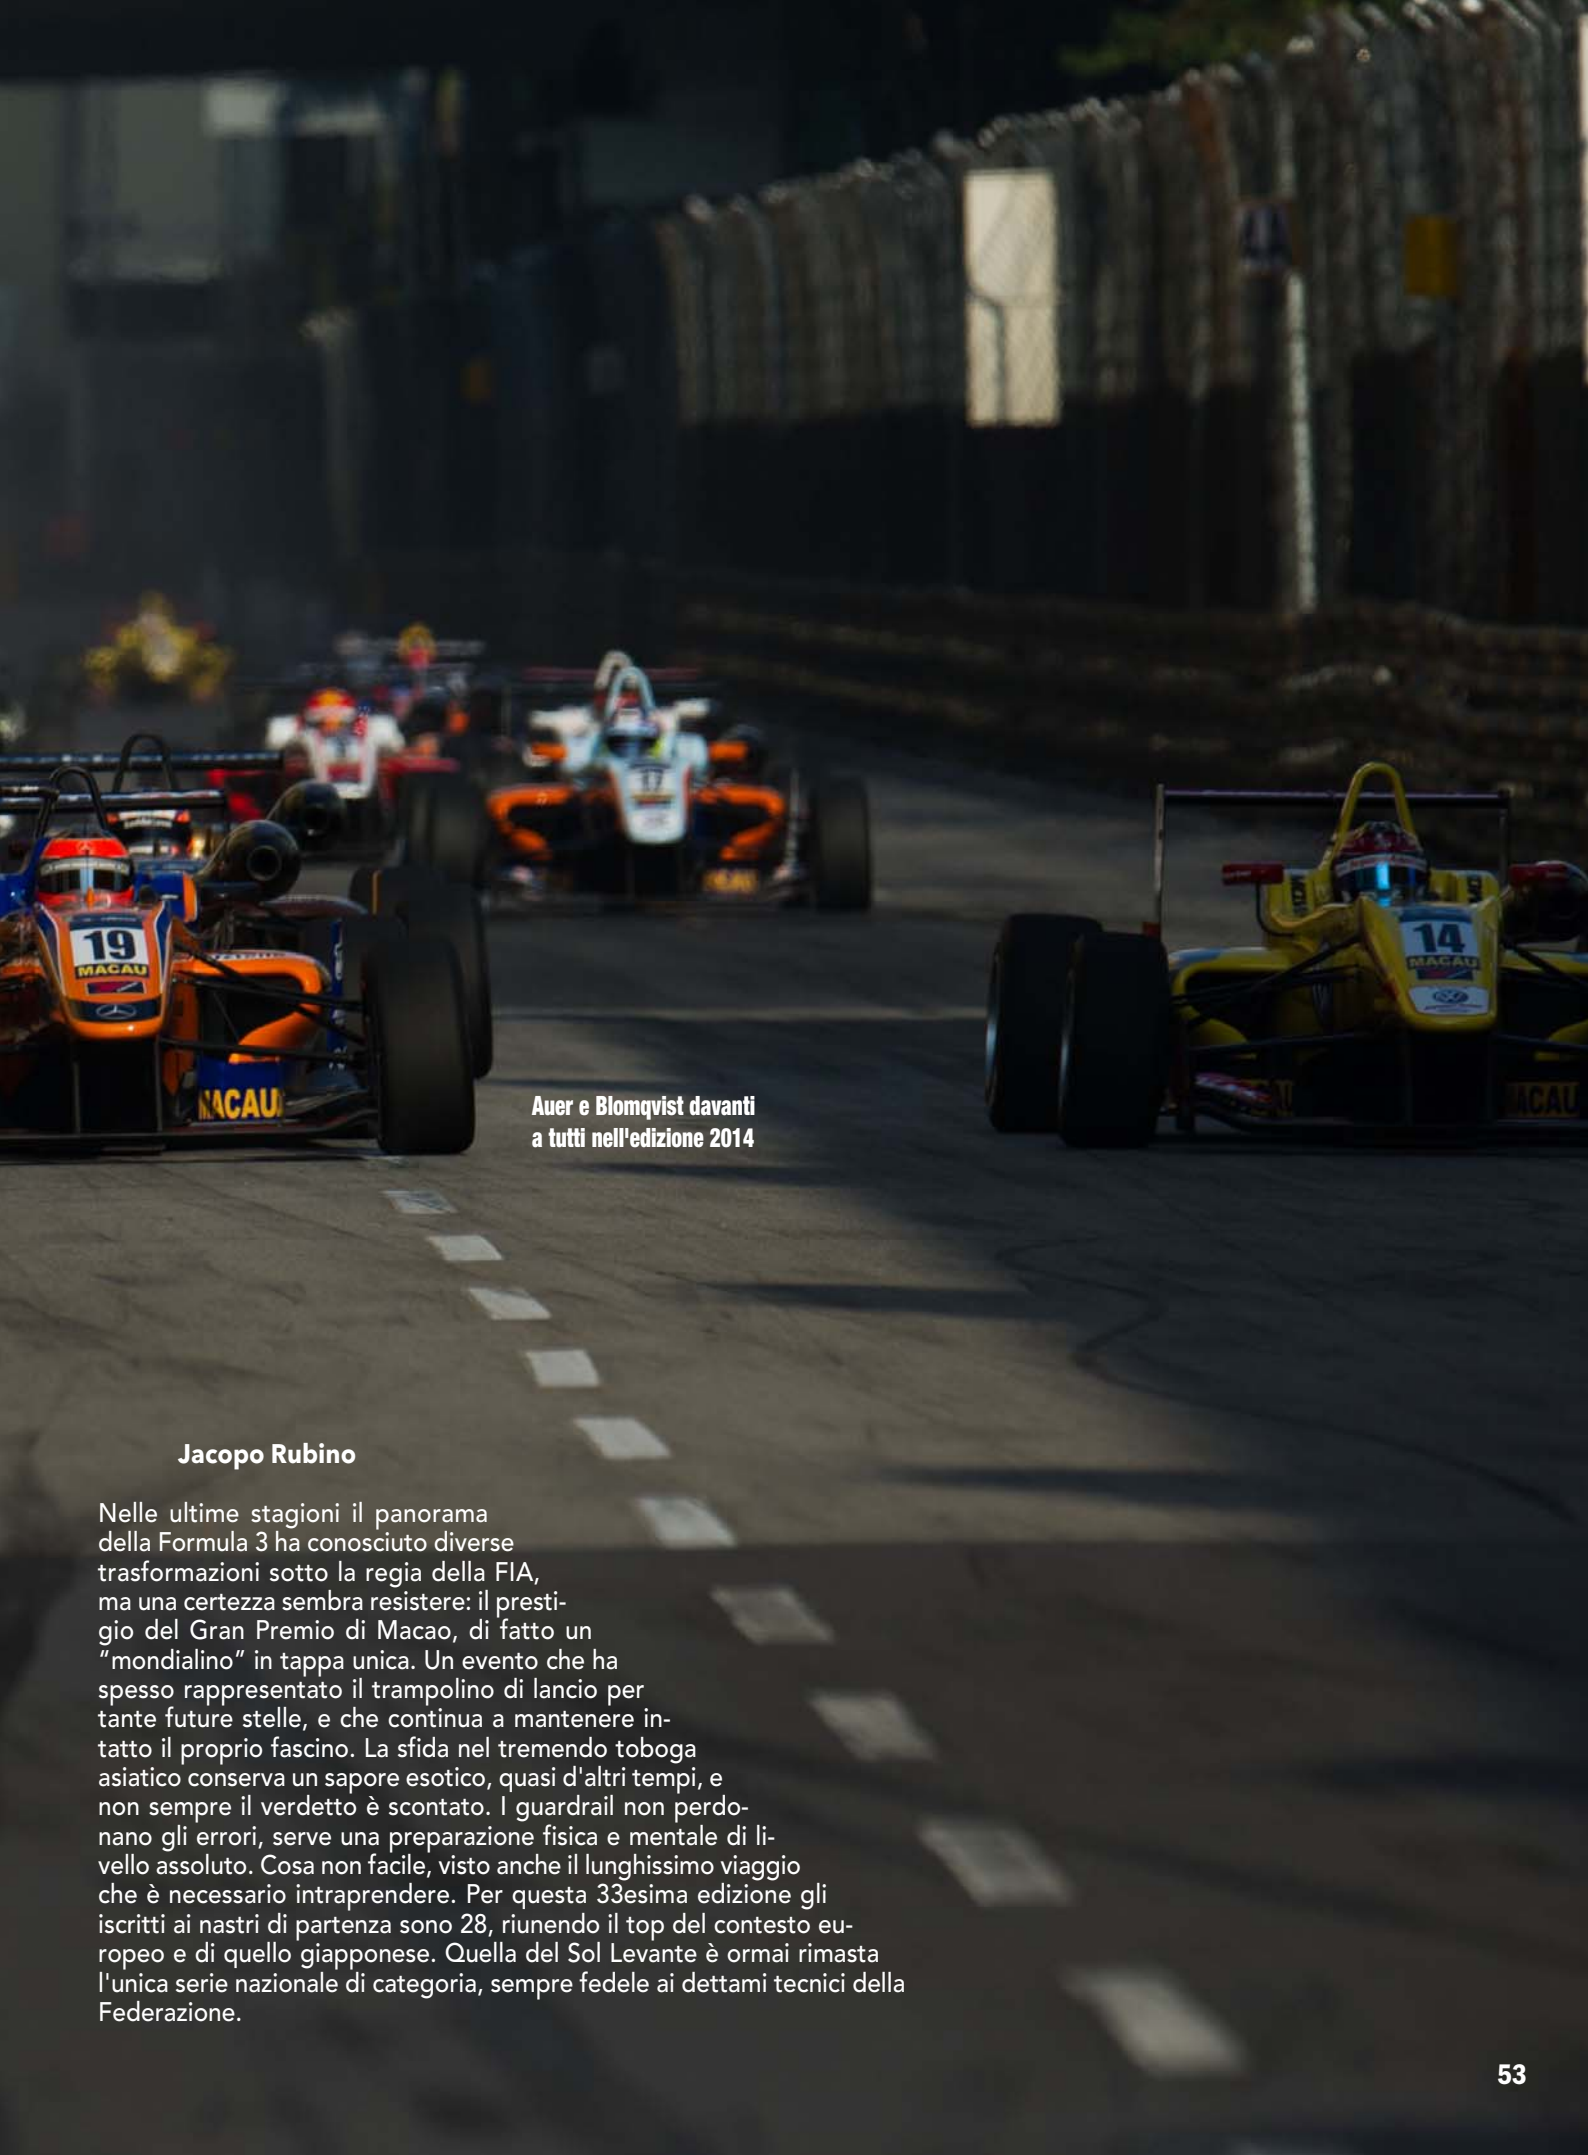 17
19
MACAU
14
MACAU
MACAU
ACAU
Auer e Blomqvist davanti
a tutti nell'edizione 2014
Jacopo Rubino
Nelle ultime stagioni il panorama
della Formula 3 ha conosciuto diverse
trasformazioni sotto la regia della FIA,
ma una certezza sembra resistere: il presti-
gio del Gran Premio di Macao, di fatto un
“mondialino” in tappa unica. Un evento che ha
spesso rappresentato il trampolino di lancio per
tante future stelle, e che continua a mantenere in-
tatto il proprio fascino. La sfida nel tremendo toboga
asiatico conserva un sapore esotico, quasi d'altri tempi, e
non sempre il verdetto è scontato. I guardrail non perdo-
nano gli errori, serve una preparazione fisica e mentale di li-
vello assoluto. Cosa non facile, visto anche il lunghissimo viaggio
che è necessario intraprendere. Per questa 33esima edizione gli
iscritti ai nastri di partenza sono 28, riunendo il top del contesto eu-
ropeo e di quello giapponese. Quella del Sol Levante è ormai rimasta
l'unica serie nazionale di categoria, sempre fedele ai dettami tecnici della
Federazione.
53